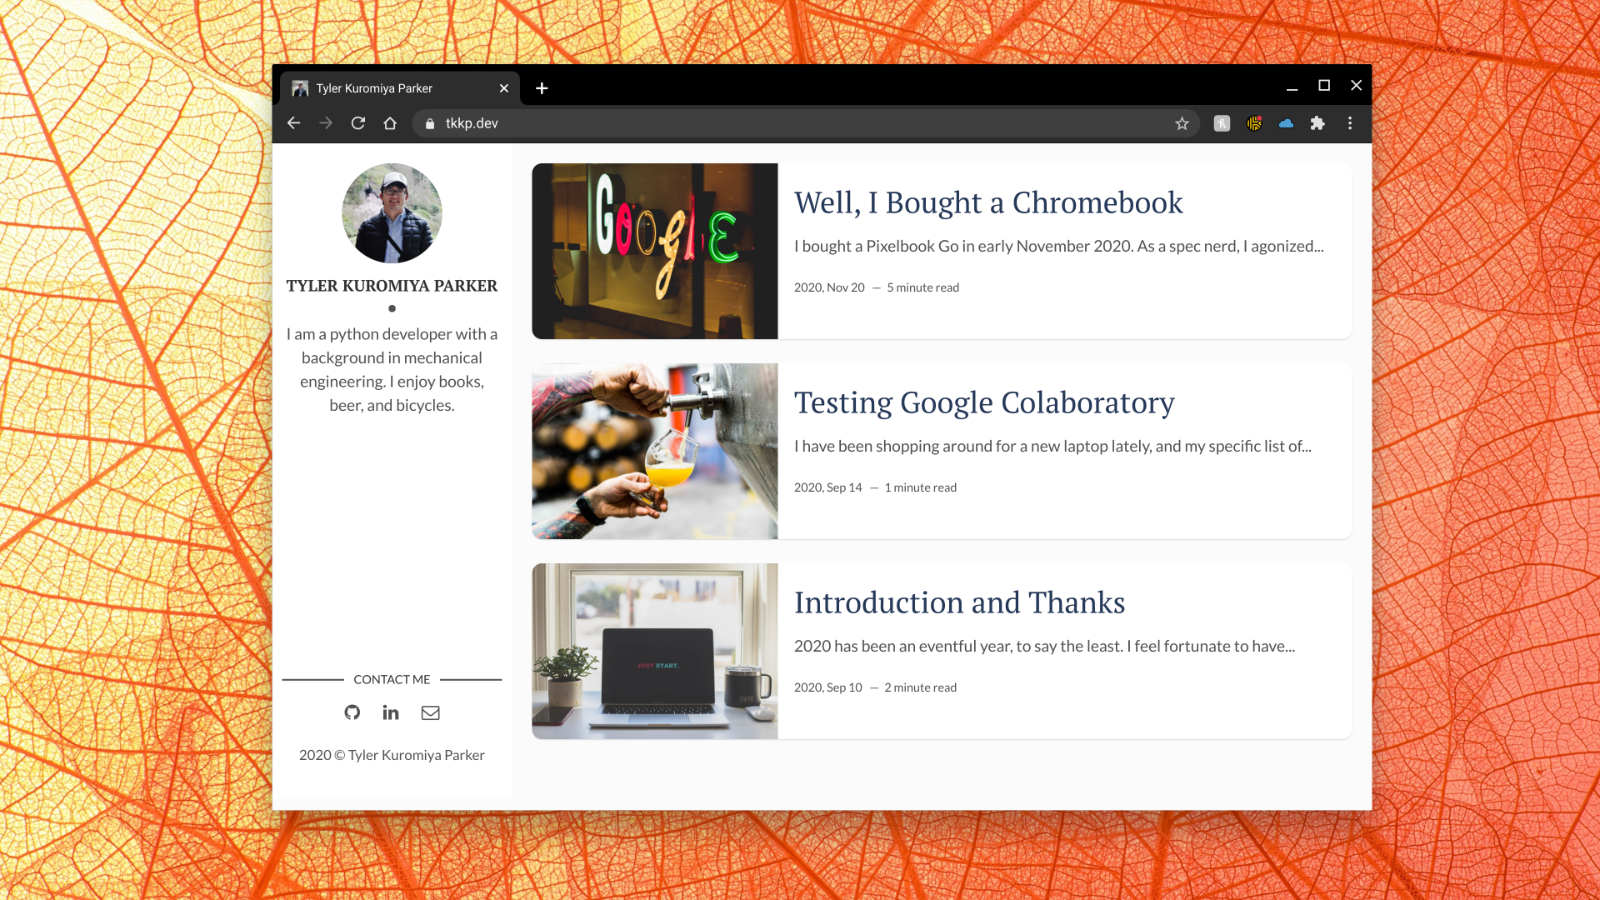 Tyler Kuromiya Parker
tkkp.dev
TYLER KUROMIYA PARKER
I am a python developer with a
background in mechanical
engineering. I enjoy books,
beer, and bicycles.
CONTACT ME
2020 © Tyler Kuromiya Parker
GooglE
Well, I Bought a Chromebook
I bought a Pixelbook Go in early November 2020. As a spec nerd, I agonized...
2020, Nov 20 — 5 minute read
Testing Google Colaboratory
I have been shopping around for a new laptop lately, and my specific list of...
2020, Sep 14 — 1 minute read
JUST START.
Introduction and Thanks
2020 has been an eventful year, to say the least. I feel fortunate to have...
2020, Sep 10 — 2 minute read